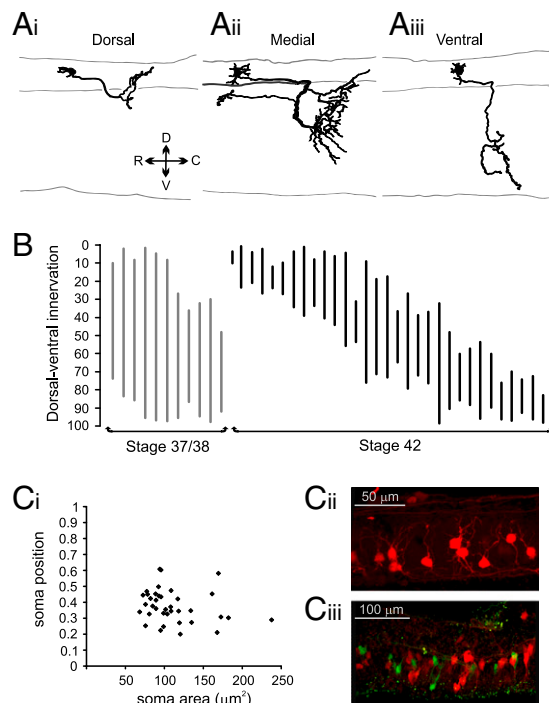 Ai
Dorsal
Aii
Medial
Aiii
Ventral
D
R C
V
B
Dorsal-ventral innervation
0
10
20
30
40
50
60
70
80
90
100
Stage 37/38
Stage 42
Ci
soma position
1
0.9
0.8
0.7
0.6
0.5
0.4
0.3
0.2
0.1
0
50 100 150 200 250
soma area (μm²)
Cii
50 μm
Ciii
100 μm